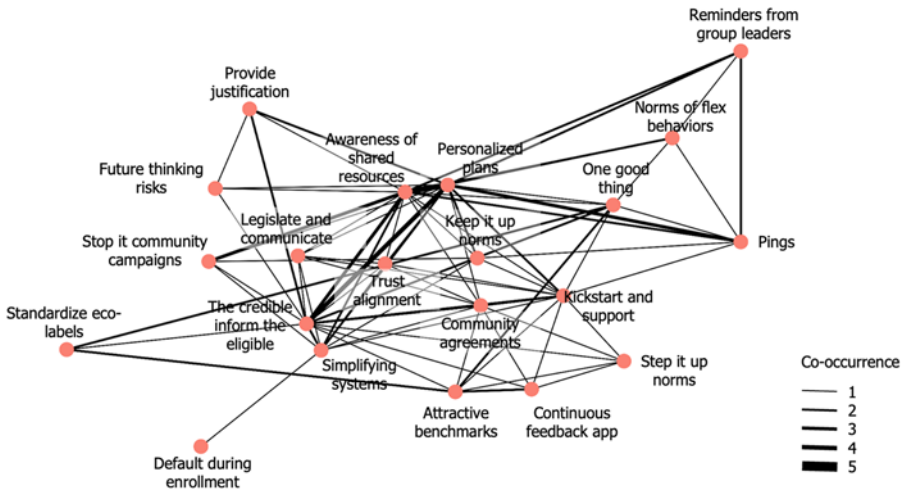 Reminders from
group leaders
Provide
justification
Norms of flex
behaviors
Awareness of
shared
resources
Personalized
plans
Future thinking
risks
One good
thing
Legislate and
communicate
Keep it up
norms
Stop it community
campaigns
Pings
Trust
alignment
The credible
inform the
eligible
Kickstart and
support
Standardize eco-
labels
Community
agreements
Simplifying
systems
Step it up
norms
Attractive
benchmarks
Continuous
feedback app
Default during
enrollment
Co-occurrence
1
2
3
4
5